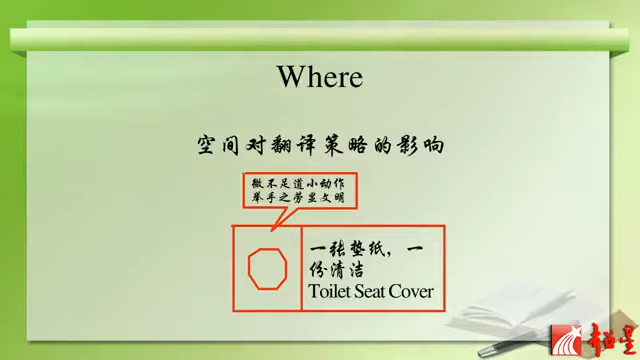 Where
空间对翻译策略的影响
微不足道小动作
举手之劳显文明
一张垫纸，一
份清洁
Toilet Seat Cover